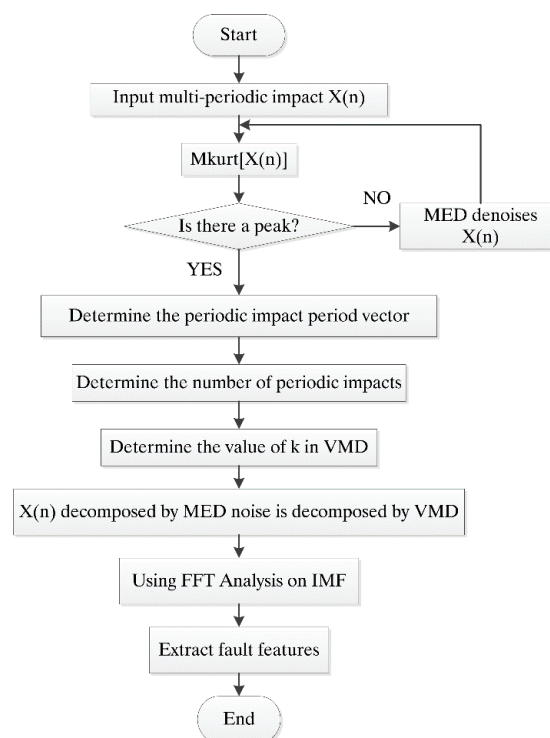 Start
Input multi-periodic impact X(n)
Mkurt[X(n)]
Is there a peak?
NO
MED denoises
X(n)
YES
Determine the periodic impact period vector
Determine the number of periodic impacts
Determine the value of k in VMD
X(n) decomposed by MED noise is decomposed by VMD
Using FFT Analysis on IMF
Extract fault features
End